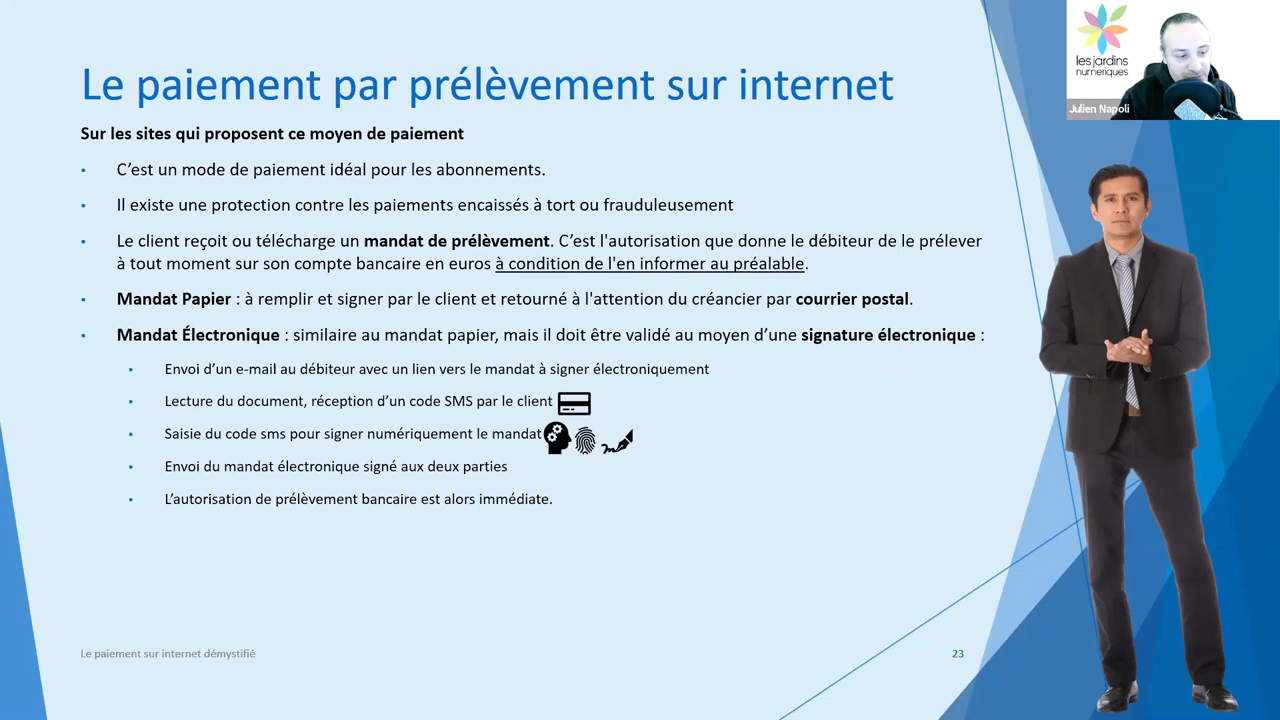 Le paiement par prélèvement sur internet
Sur les sites qui proposent ce moyen de paiement
• C’est un mode de paiement idéal pour les abonnements.
• Il existe une protection contre les paiements encaissés à tort ou frauduleusement
• Le client reçoit ou télécharge un mandat de prélèvement. C’est l'autorisation que donne le débiteur de le prélever
à tout moment sur son compte bancaire en euros à condition de l'en informer au préalable.
• Mandat Papier : à remplir et signer par le client et retourné à l'attention du créancier par courrier postal.
• Mandat Électronique : similaire au mandat papier, mais il doit être validé au moyen d’une signature électronique :
• Envoi d’un e-mail au débiteur avec un lien vers le mandat à signer électroniquement
• Lecture du document, réception d’un code SMS par le client
• Saisie du code sms pour signer numériquement le mandat
• Envoi du mandat électronique signé aux deux parties
• L’autorisation de prélèvement bancaire est alors immédiate.
Le paiement sur internet démystifié
23
les jardins
numeriques
Julien Napoli